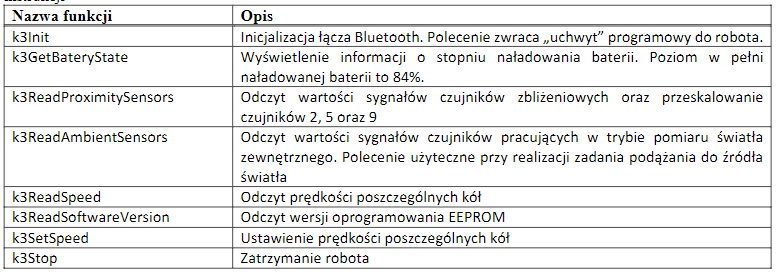 Nazwa funkcji Opis
k3Init Inicjalizacja łącza Bluetooth. Polecenie zwraca „uchwyt” programowy do robota.
k3GetBateryState Wyświetlenie informacji o stopniu naładowania baterii. Poziom w pełni
naładowanej baterii to 84%.
k3ReadProximitySensors Odczyt wartości sygnałów czujników zbliżeniowych oraz przeskalowanie
czujników 2, 5 oraz 9
k3ReadAmbientSensors Odczyt wartości sygnałów czujników pracujących w trybie pomiaru światła
zewnętrznego. Polecenie użyteczne przy realizacji zadania podążania do źródła
światła
k3ReadSpeed Odczyt prędkości poszczególnych kół
k3ReadSoftwareVersion Odczyt wersji oprogramowania EEPROM
k3SetSpeed Ustawienie prędkości poszczególnych kół
k3Stop Zatrzymanie robota